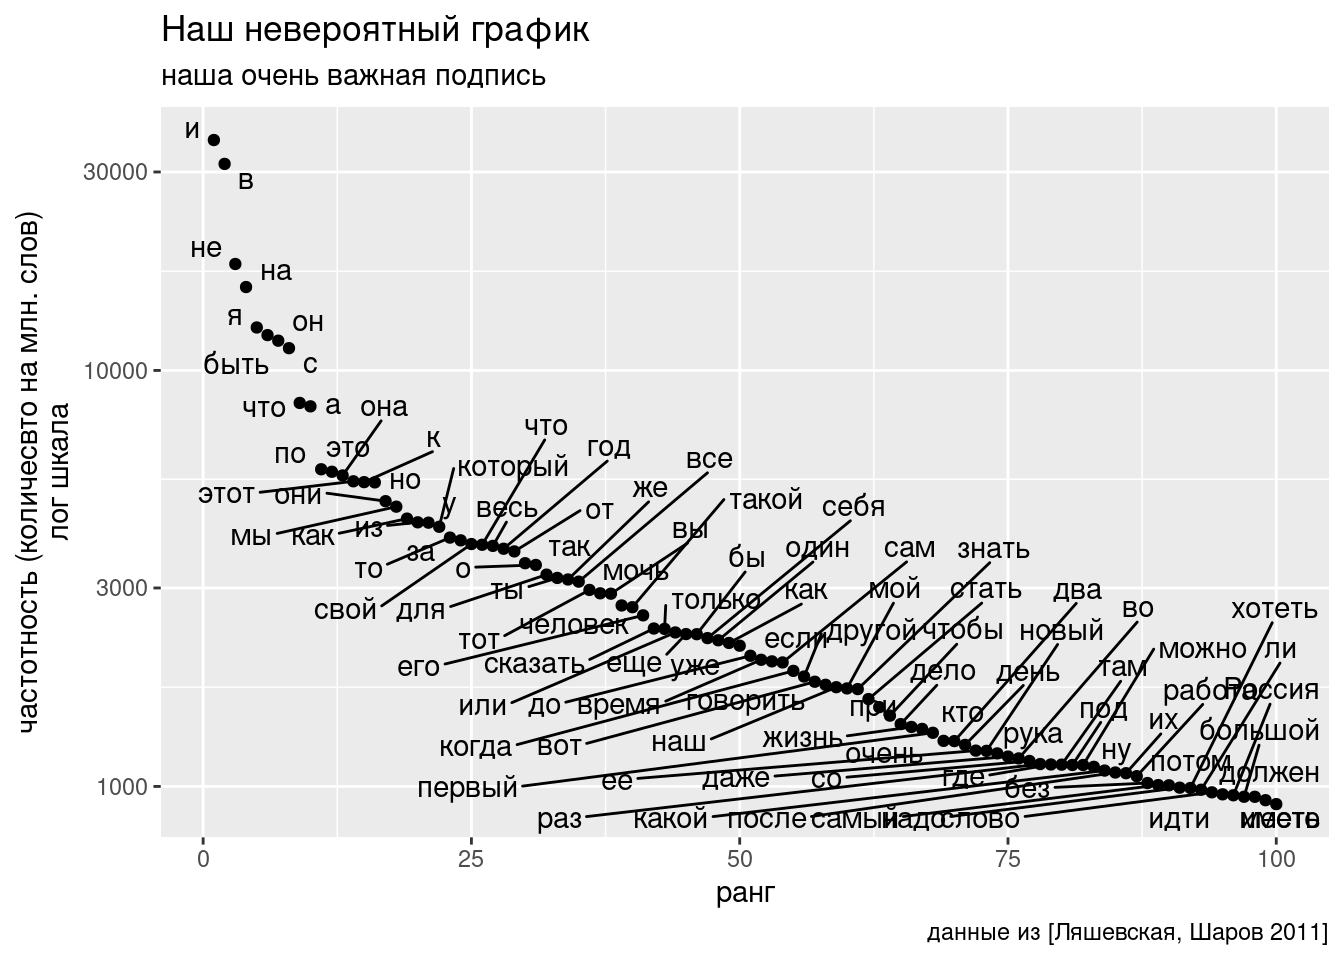 Наш невероятный график
наша очень важная подпись
частотность (количесвто на млн. слов)
лог шкала
30000
10000
3000
1000
и
в
не
на
я
он
быть
с
что
а
она
что
к
год
по
это
все
который
этот
они
но
же
такой
у
весь
от
себя
мы
как
из
вы
то
за
о
так
бы
один
сам
знать
ты
мочь
как
мой
стать
два
свой
для
только
во
хотеть
тот
человек
если
другой
чтобы
новый
его
сказать
еще
уже
дело
день
там
можно
ли
или
до
время
говорить
при
кто
под
работа
Россия
когда
вот
наш
жизнь
очень
рука
ну
их
большой
первый
ее
даже
со
где
без
потом
должен
раз
какой
после
самый
надо
слово
идти
иметь
0
25
50
75
100
ранг
данные из [Ляшевская, Шаров 2011]